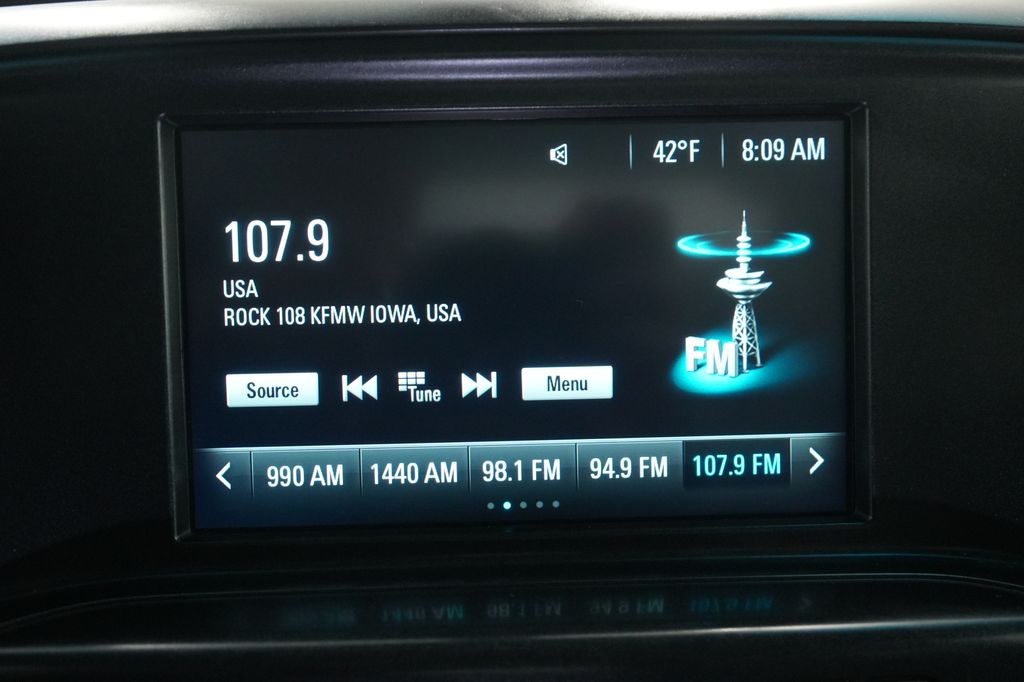 42°F 8:09 AM
107.9
USA
ROCK 108 KFMW IOWA, USA
FM
Source Tune Menu
990 AM 1440 AM 98.1 FM 94.9 FM 107.9 FM